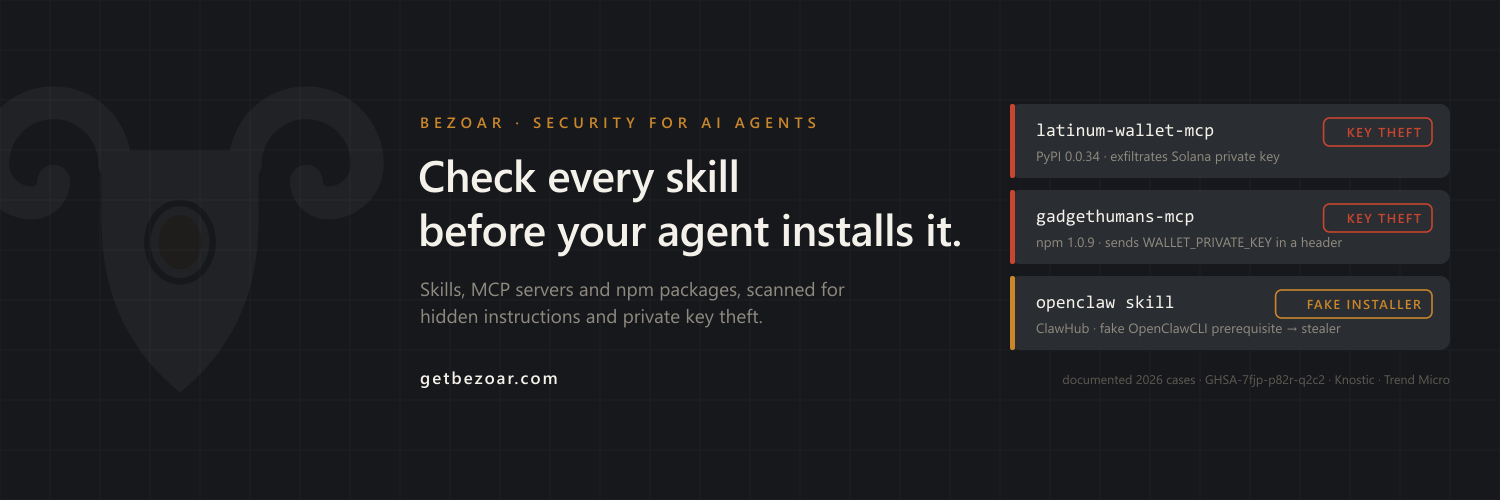 BEZOAR · SECURITY FOR AI AGENTS
Check every skill
before your agent installs it.
Skills, MCP servers and npm packages, scanned for
hidden instructions and private key theft.
getbezoar.com
latinum-wallet-mcp
KEY THEFT
PyPI 0.0.34 · exfiltrates Solana private key
gadgethumans-mcp
KEY THEFT
npm 1.0.9 · sends WALLET_PRIVATE_KEY in a header
openclaw skill
FAKE INSTALLER
ClawHub · fake OpenClawCLI prerequisite → stealer
documented 2026 cases · GHSA-7fjp-p82r-q2c2 · Knostic · Trend Micro